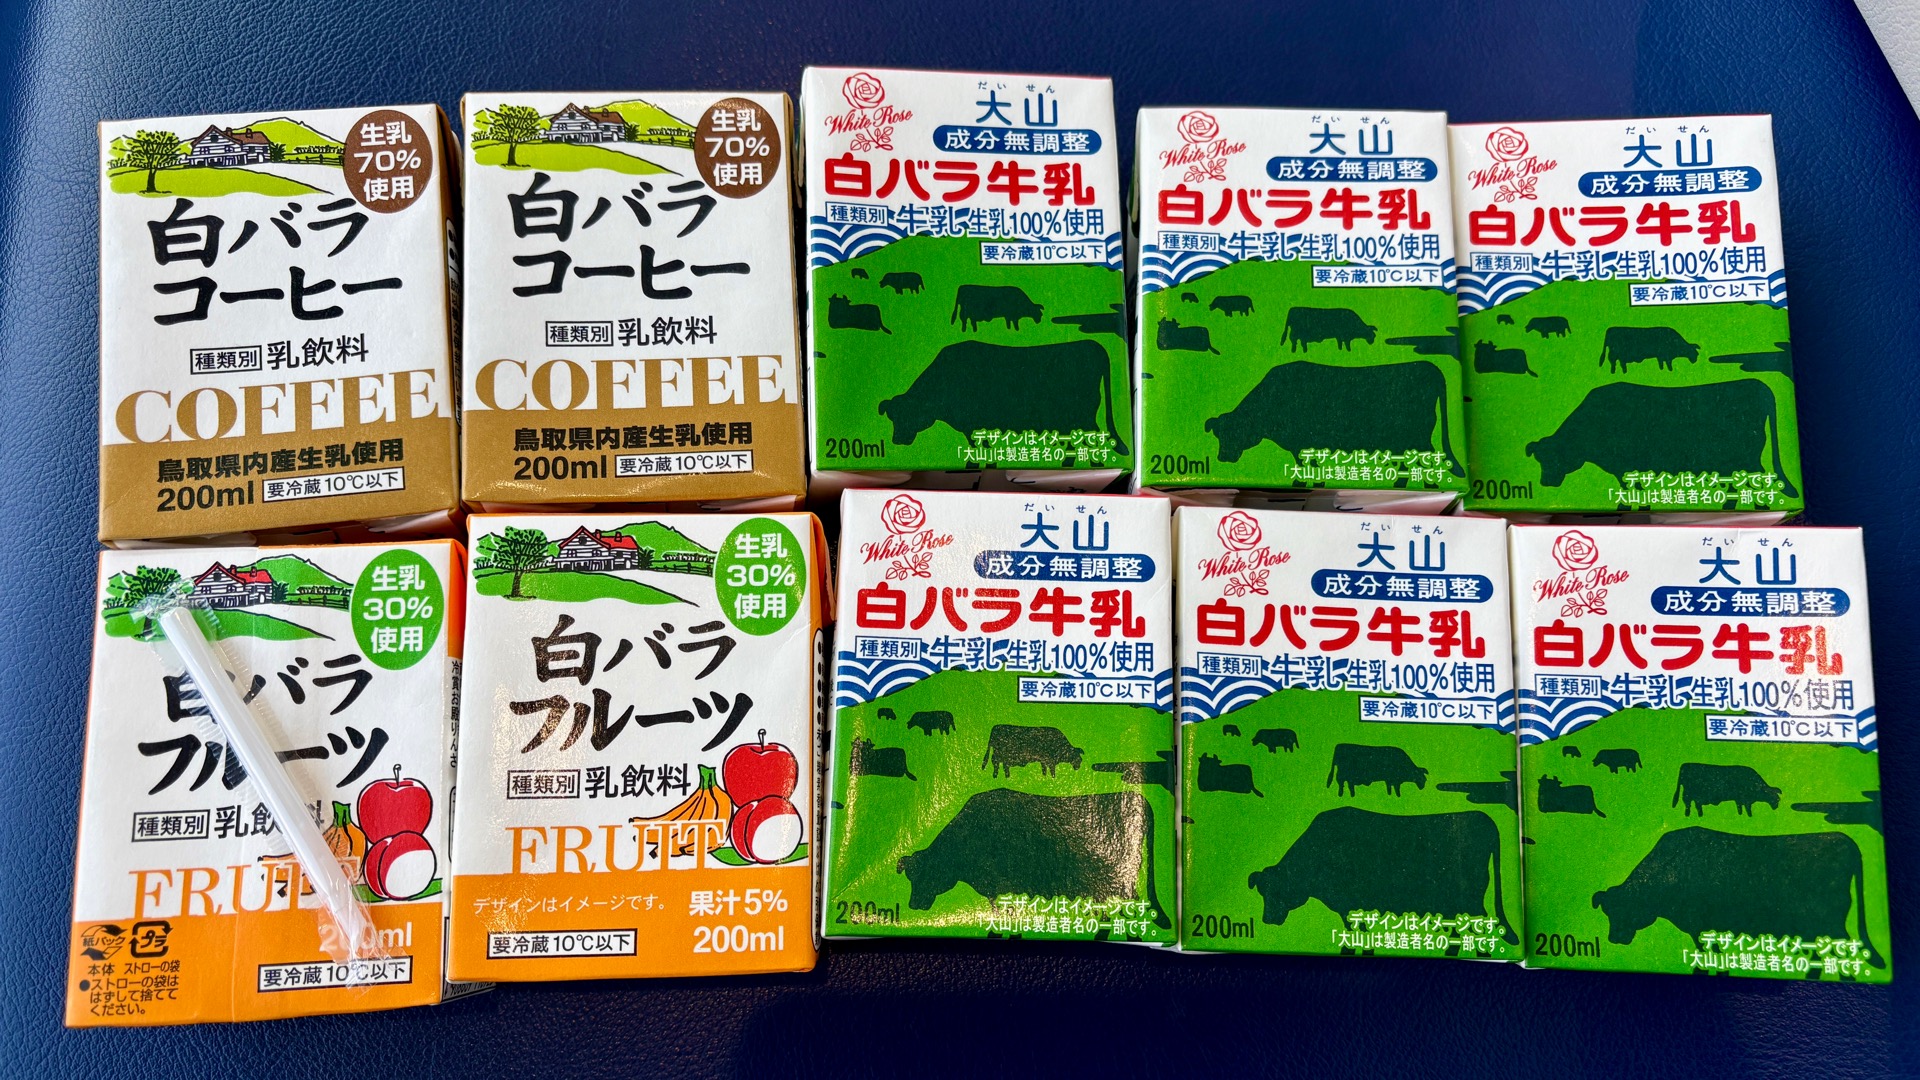 生乳
70%
使用
白バラ
コーヒー
種類別 乳飲料
COFFEE
鳥取県内産生乳使用
200ml 要冷蔵10℃以下
生乳
70%
使用
白バラ
コーヒー
種類別 乳飲料
COFFEE
鳥取県内産生乳使用
200ml 要冷蔵10℃以下
White Rose
だいせん
大山
成分無調整
白バラ牛乳
種類別 牛乳 生乳100%使用
要冷蔵10℃以下
200ml
デザインはイメージです。
「大山」は製造者名の一部です。
White Rose
だいせん
大山
成分無調整
白バラ牛乳
種類別 牛乳 生乳100%使用
要冷蔵10℃以下
200ml
デザインはイメージです。
「大山」は製造者名の一部です。
White Rose
だいせん
大山
成分無調整
白バラ牛乳
種類別 牛乳 生乳100%使用
要冷蔵10℃以下
200ml
デザインはイメージです。
「大山」は製造者名の一部です。
生乳
30%
使用
白バラ
フルーツ
種類別 乳飲料
FRUIT
紙パック プラ
本体 ストローの袋
●ストローの袋は
はずして捨てて
ください。
200ml
要冷蔵10℃以下
生乳
30%
使用
白バラ
フルーツ
種類別 乳飲料
FRUIT
デザインはイメージです。 果汁5%
要冷蔵10℃以下 200ml
White Rose
だいせん
大山
成分無調整
白バラ牛乳
種類別 牛乳 生乳100%使用
要冷蔵10℃以下
200ml
デザインはイメージです。
「大山」は製造者名の一部です。
White Rose
だいせん
大山
成分無調整
白バラ牛乳
種類別 牛乳 生乳100%使用
要冷蔵10℃以下
200ml
デザインはイメージです。
「大山」は製造者名の一部です。
White Rose
だいせん
大山
成分無調整
白バラ牛乳
種類別 牛乳 生乳100%使用
要冷蔵10℃以下
200ml
デザインはイメージです。
「大山」は製造者名の一部です。